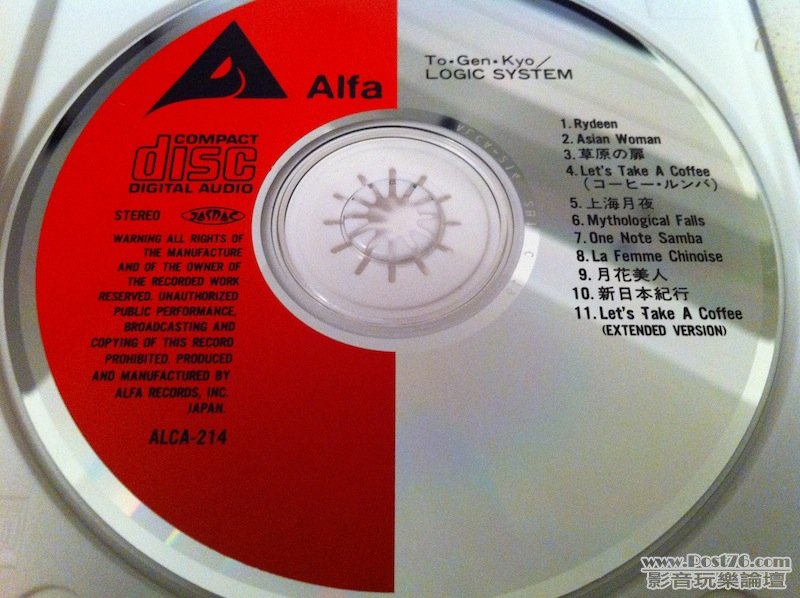 Alfa
COMPACT
disc
DIGITAL AUDIO
STEREO
JASRAC
WARNING ALL RIGHTS OF
THE MANUFACTURE
AND OF THE OWNER OF
THE RECORDED WORK
RESERVED. UNAUTHORIZED
PUBLIC PERFORMANCE,
BROADCASTING AND
COPYING OF THIS RECORD
PROHIBITED. PRODUCED
AND MANUFACTURED BY
ALFA RECORDS, INC.
JAPAN.
ALCA-214
To·Gen·Kyo/
LOGIC SYSTEM
1. Rydeen
2. Asian Woman
3. 草原の扉
4. Let's Take A Coffee
(コーヒー・ルンバ)
5. 上海月夜
6. Mythological Falls
7. One Note Samba
8. La Femme Chinoise
9. 月花美人
10. 新日本紀行
11. Let's Take A Coffee
(EXTENDED VERSION)
www.Post76.com
影音玩樂論壇